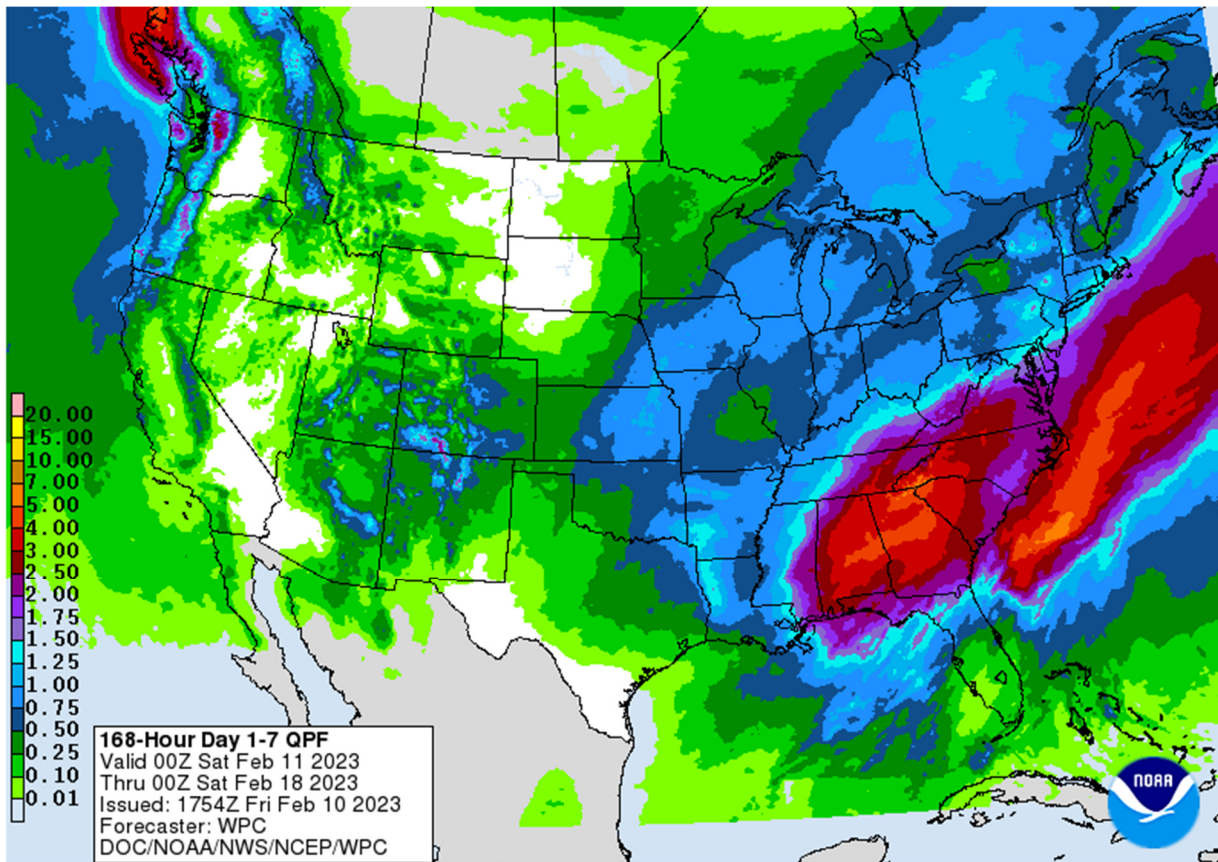 20.00
15.00
10.00
7.00
5.00
4.00
3.00
2.50
2.00
1.75
1.50
1.25
1.00
0.75
0.50
0.25
0.10
0.01
168-Hour Day 1-7 QPF
Valid 00Z Sat Feb 11 2023
Thru 00Z Sat Feb 18 2023
Issued: 1754Z Fri Feb 10 2023
Forecaster: WPC
DOC/NOAA/NWS/NCEP/WPC
NOAA